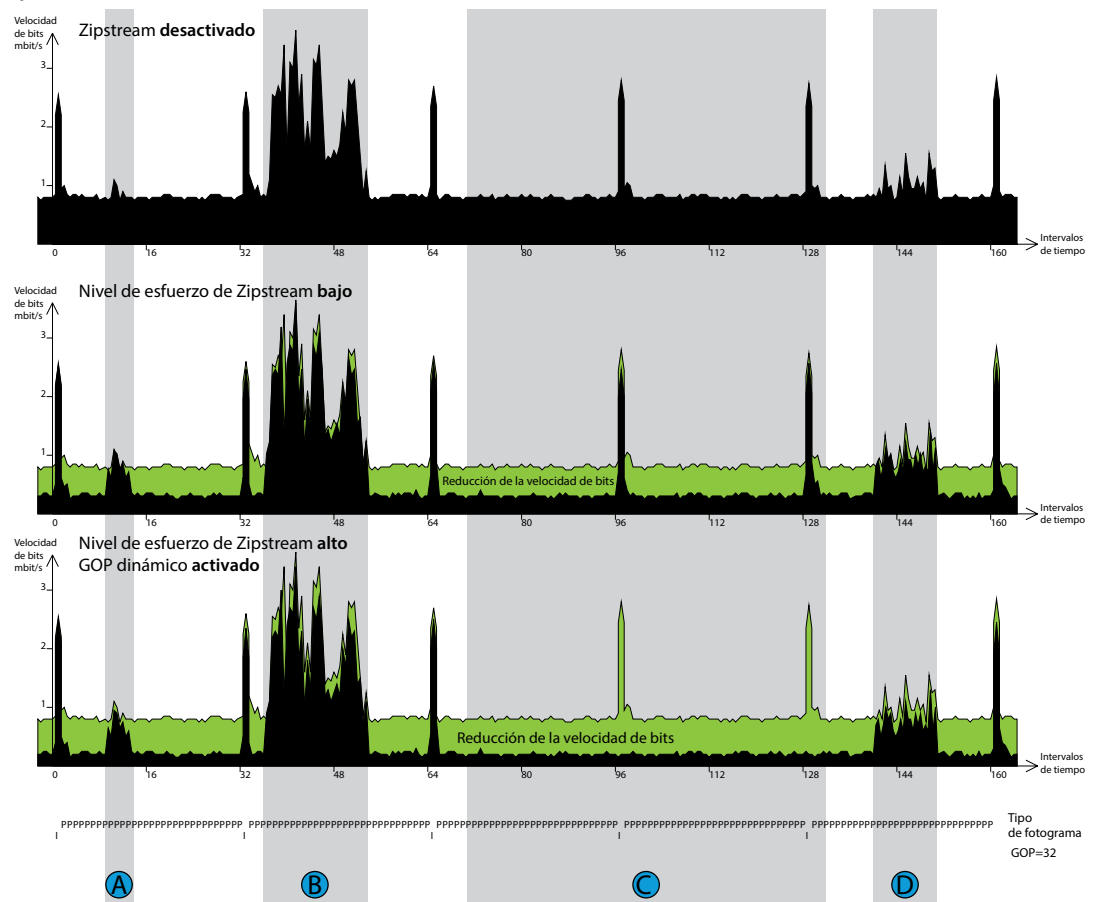 Velocidad
de bits
mbit/s
Zipstream desactivado
3
2
1
0 16 32 48 64 80 96 112 128 144 160
Intervalos
de tiempo
Velocidad
de bits
mbit/s
Nivel de esfuerzo de Zipstream bajo
3
2
1
Reducción de la velocidad de bits
0 16 32 48 64 80 96 112 128 144 160
Intervalos
de tiempo
Velocidad
de bits
mbit/s
Nivel de esfuerzo de Zipstream alto
GOP dinámico activado
3
2
1
Reducción de la velocidad de bits
0 16 32 48 64 80 96 112 128 144 160
Intervalos
de tiempo
PPPPPPPPPPPPPPPPPPPPPPPPPPPPPPP PPPPPPPPPPPPPPPPPPPPPPPPPPPPPPP PPPPPPPPPPPPPPPPPPPPPPPPPPPPPPP PPPPPPPPPPPPPPPPPPPPPPPPPPPPPPP PPPPPPPPPPPPPPPPPPPPPPPPPPPPPPP
I I I I I
Tipo
de fotograma
GOP=32
A B C D